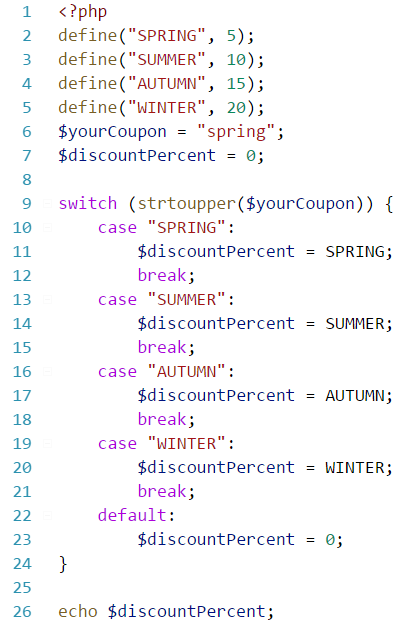 1 <?php
2 define("SPRING", 5);
3 define("SUMMER", 10);
4 define("AUTUMN", 15);
5 define("WINTER", 20);
6 $yourCoupon = "spring";
7 $discountPercent = 0;
8
9 switch (strtoupper($yourCoupon)) {
10     case "SPRING":
11         $discountPercent = SPRING;
12         break;
13     case "SUMMER":
14         $discountPercent = SUMMER;
15         break;
16     case "AUTUMN":
17         $discountPercent = AUTUMN;
18         break;
19     case "WINTER":
20         $discountPercent = WINTER;
21         break;
22     default:
23         $discountPercent = 0;
24 }
25
26 echo $discountPercent;